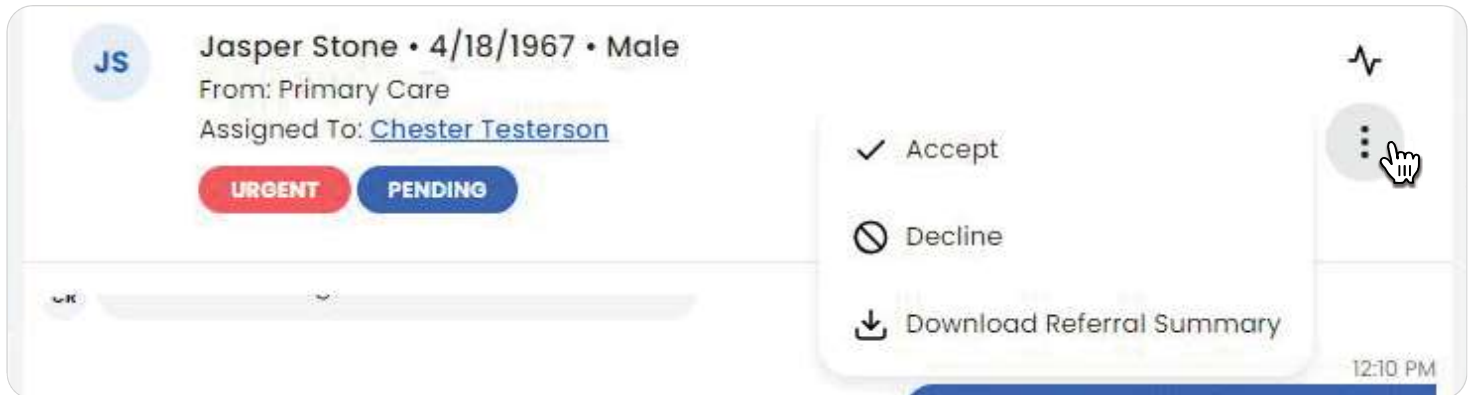 JS
Jasper Stone • 4/18/1967 • Male
From: Primary Care
Assigned To: Chester Testerson
URGENT PENDING
Accept
Decline
Download Referral Summary
12:10 PM